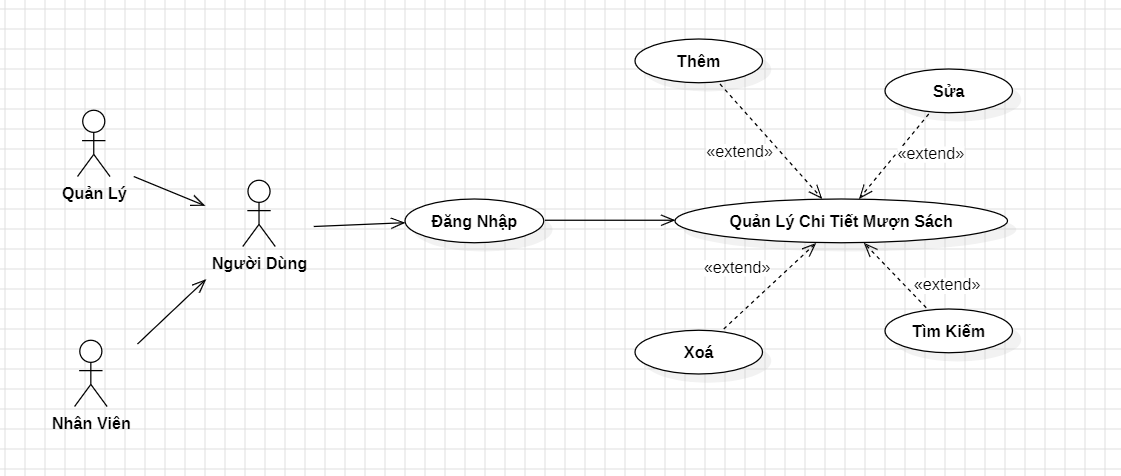 Thêm
Sửa
Quản Lý
«extend»
«extend»
Người Dùng
Đăng Nhập
Quản Lý Chi Tiết Mượn Sách
«extend»
«extend»
Xoá
Tìm Kiếm
Nhân Viên